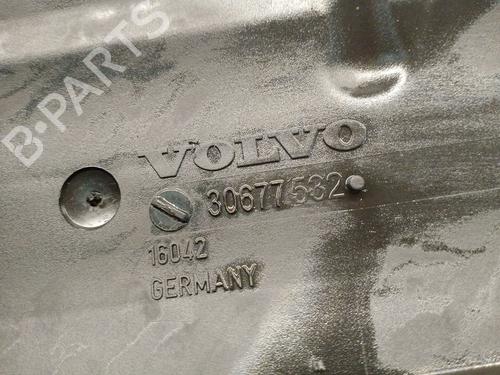 B-PARTS
VOLVO
30677532
16042
GERMANY